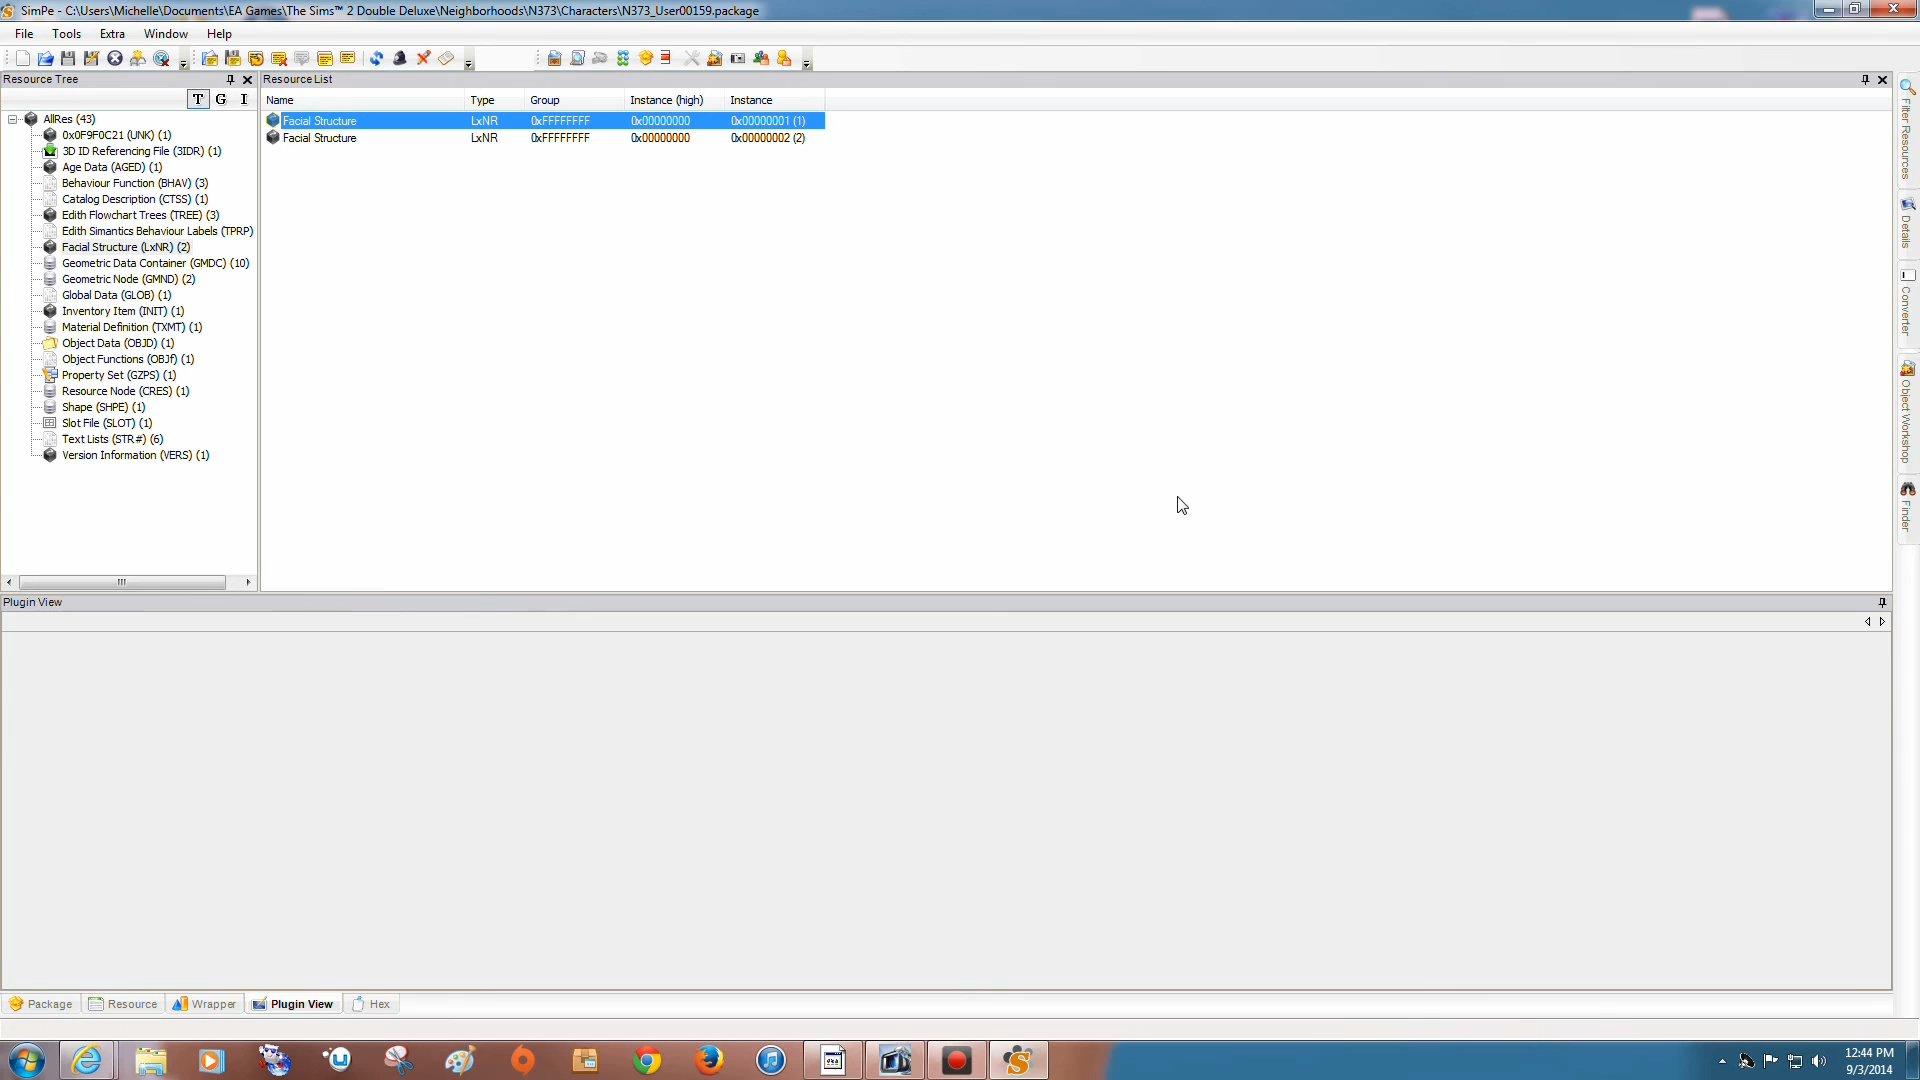 SimPe - C:\Users\Michelle\Documents\EA Games\The Sims™ 2 Double Deluxe\Neighborhoods\N373\Characters\N373_User00159.package
File Tools Extra Window Help
Resource Tree
T G I
AllRes (43)
0x0F9F0C21 (UNK) (1)
3D ID Referencing File (3IDR) (1)
Age Data (AGED) (1)
Behaviour Function (BHAV) (3)
Catalog Description (CTSS) (1)
Edith Flowchart Trees (TREE) (3)
Edith Simantics Behaviour Labels (TPRP)
Facial Structure (LxNR) (2)
Geometric Data Container (GMDC) (10)
Geometric Node (GMND) (2)
Global Data (GLOB) (1)
Inventory Item (INIT) (1)
Material Definition (TXMT) (1)
Object Data (OBJD) (1)
Object Functions (OBJf) (1)
Property Set (GZPS) (1)
Resource Node (CRES) (1)
Shape (SHPE) (1)
Slot File (SLOT) (1)
Text Lists (STR#) (6)
Version Information (VERS) (1)
Resource List
Name Type Group Instance (high) Instance
Facial Structure LxNR 0xFFFFFFFF 0x00000000 0x00000001 (1)
Facial Structure LxNR 0xFFFFFFFF 0x00000000 0x00000002 (2)
Filter Resources
Details
Converter
Object Workshop
Finder
Plugin View
Package Resource Wrapper Plugin View Hex
12:44 PM
9/3/2014